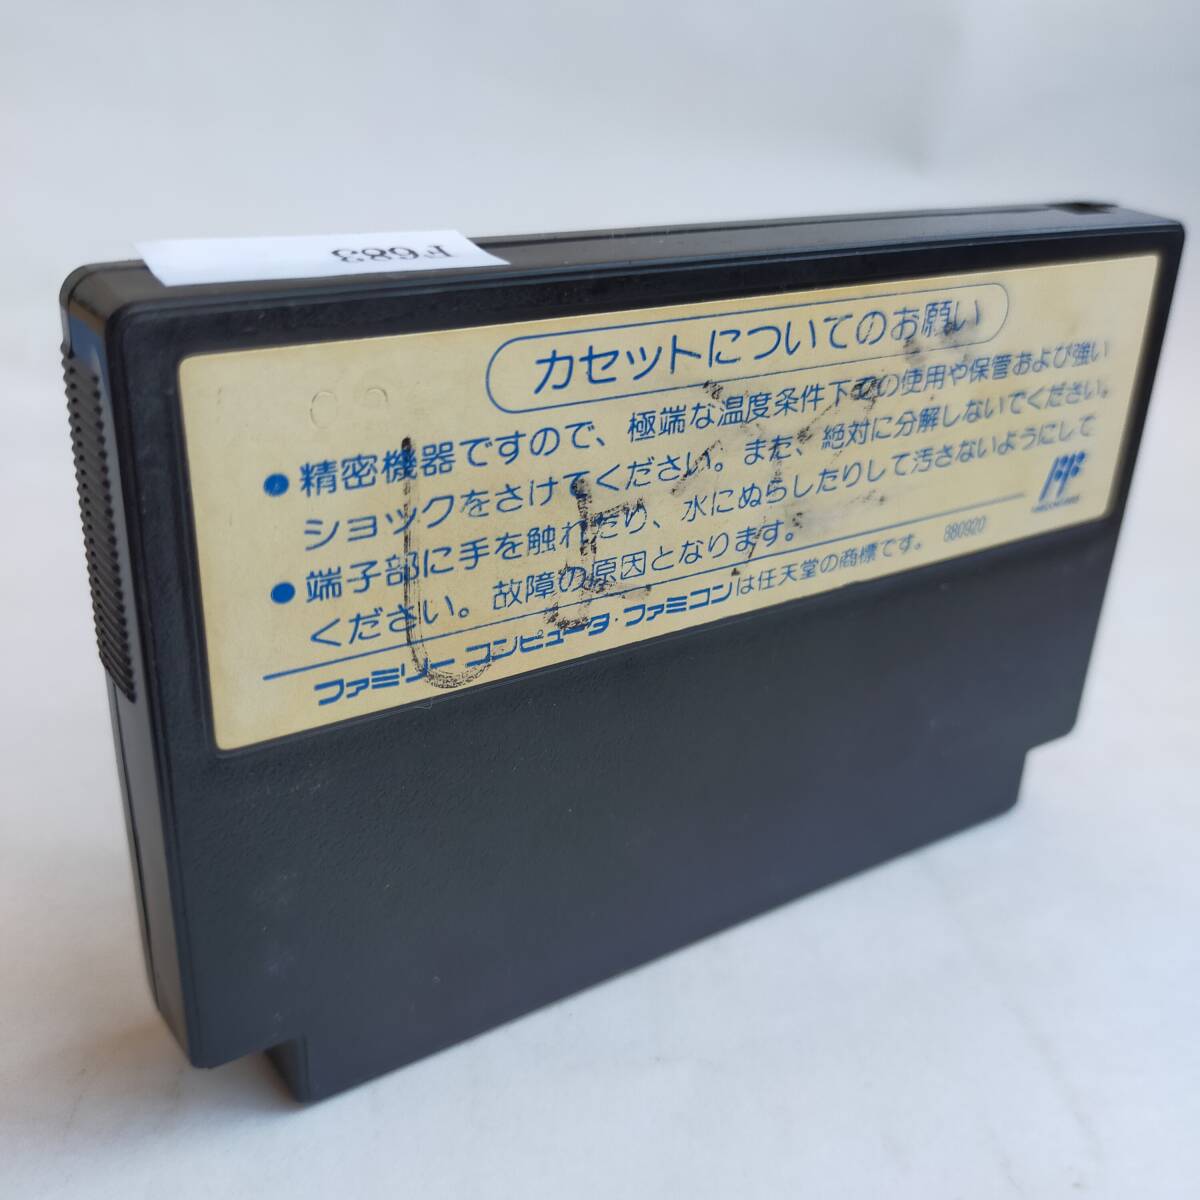 F683
カセットについてのお願い
●精密機器ですので、極端な温度条件下での使用や保管および強い
ショックをさけてください。また、絶対に分解しないでください。
●端子部に手を触れたり、水にぬらしたりして汚さないようにして
ください。故障の原因となります。
ファミリーコンピュータ・ファミコンは任天堂の商標です。 880920